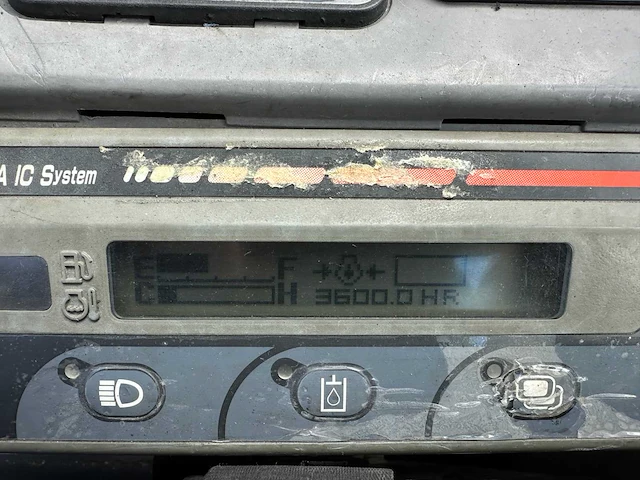 A IC System
E F
C H 3600.0 HR